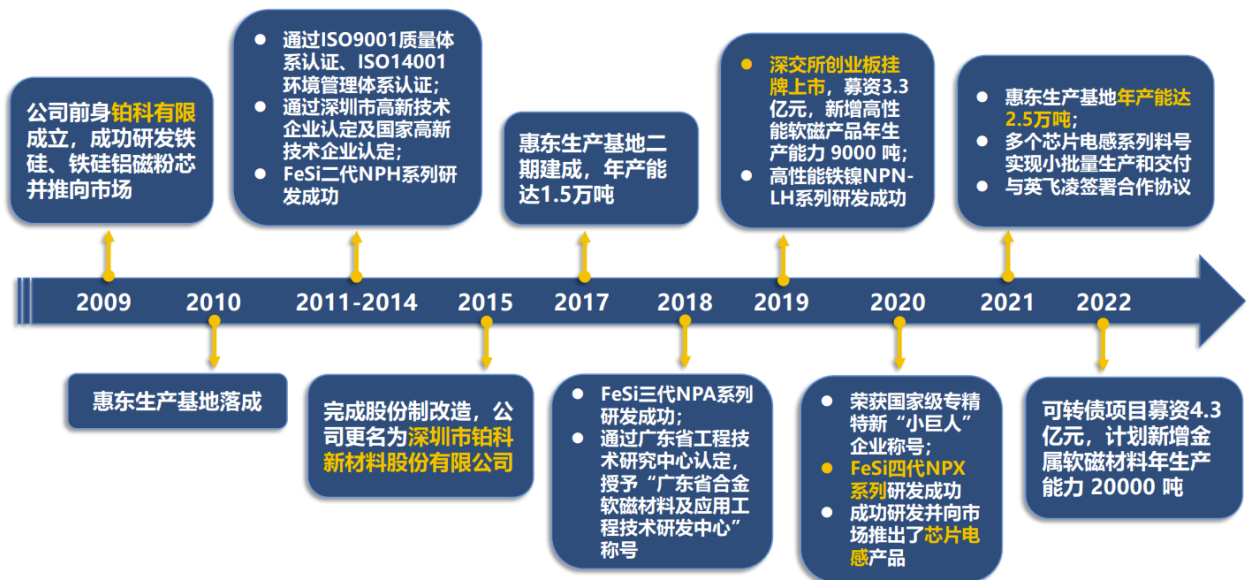 公司前身铂科有限
成立，成功研发铁
硅、铁硅铝磁粉芯
并推向市场
通过ISO9001质量体
系认证、ISO14001
环境管理体系认证；
通过深圳市高新技术
企业认定及国家高新
技术企业认定；
FeSi二代NPH系列研
发成功
惠东生产基地二
期建成，年产能
达1.5万吨
深交所创业板挂
牌上市，募资3.3
亿元，新增高性
能软磁产品年生
产能力 9000 吨；
高性能铁镍NPN-
LH系列研发成功
惠东生产基地年产能达
2.5万吨；
多个芯片电感系列料号
实现小批量生产和交付
与英飞凌签署合作协议
2009 2010 2011-2014 2015 2017 2018 2019 2020 2021 2022
惠东生产基地落成
完成股份制改造，公
司更名为深圳市铂科
新材料股份有限公司
FeSi三代NPA系列
研发成功；
通过广东省工程技
术研究中心认定，
授予“广东省合金
软磁材料及应用工
程技术研发中心”
称号
荣获国家级专精
特新“小巨人”
企业称号；
FeSi四代NPX
系列研发成功
成功研发并向市
场推出了芯片电
感产品
可转债项目募资4.3
亿元，计划新增金
属软磁材料年生产
能力 20000 吨